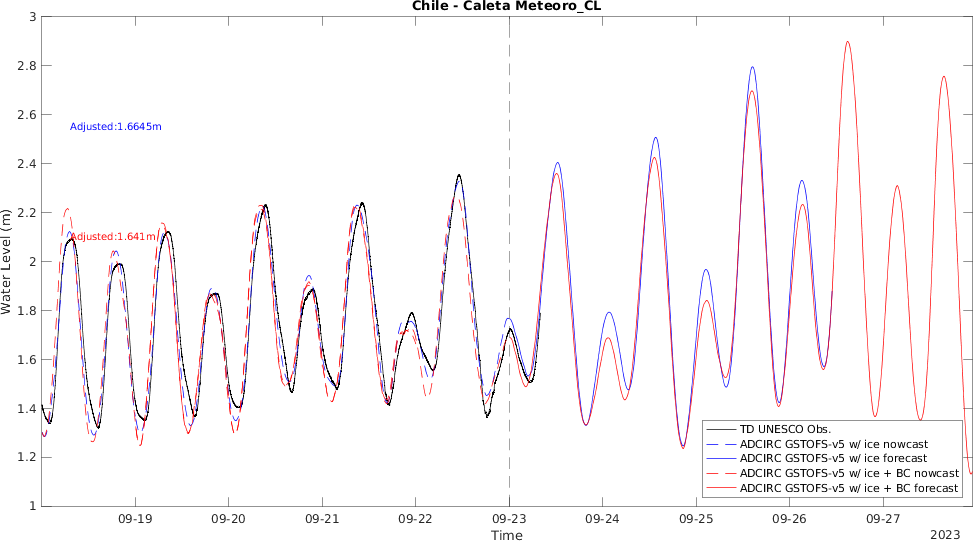 Chile - Caleta Meteoro_CL
3
2.8
2.6
2.4
2.2
2
1.8
1.6
1.4
1.2
1
Water Level (m)
Adjusted:1.6645m
Adjusted:1.641m
TD UNESCO Obs.
ADCIRC GSTOFS-v5 w/ ice nowcast
ADCIRC GSTOFS-v5 w/ ice forecast
ADCIRC GSTOFS-v5 w/ ice + BC nowcast
ADCIRC GSTOFS-v5 w/ ice + BC forecast
09-19 09-20 09-21 09-22 09-23 09-24 09-25 09-26 09-27
Time
2023